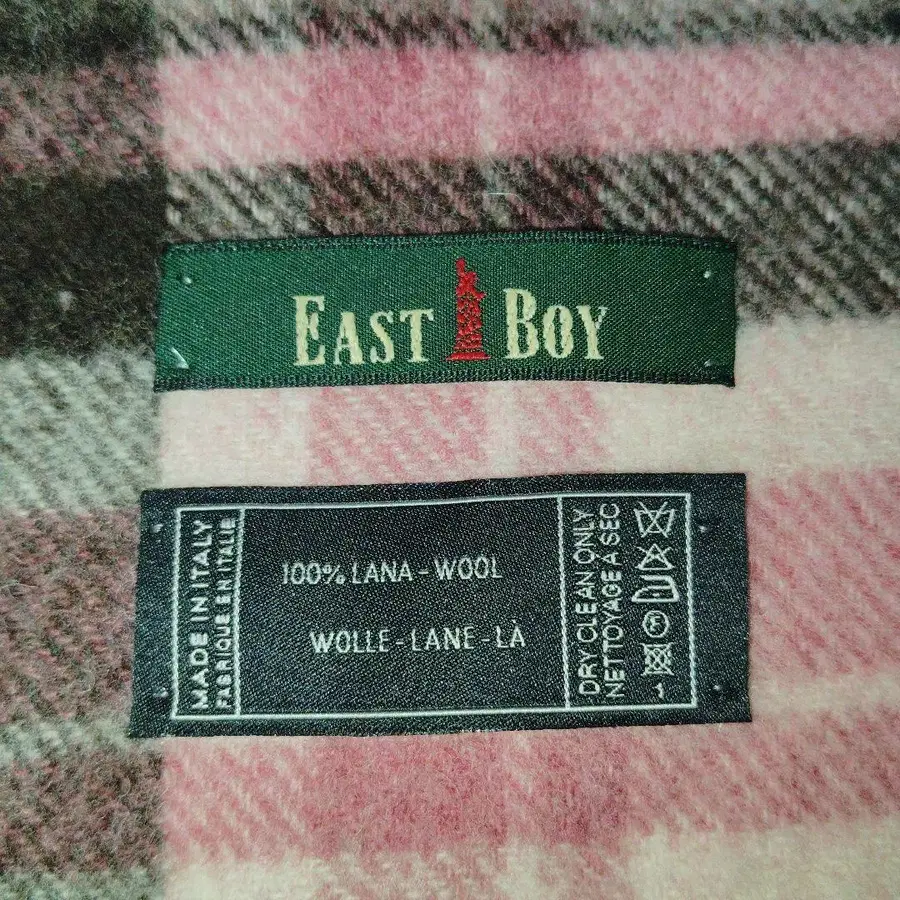 EAST BOY
MADE IN ITALY
FABRIQUE EN ITALIE
100% LANA - WOOL
WOLLE - LANE - LÀ
DRY CLEAN ONLY
NETTOYAGE A SEC